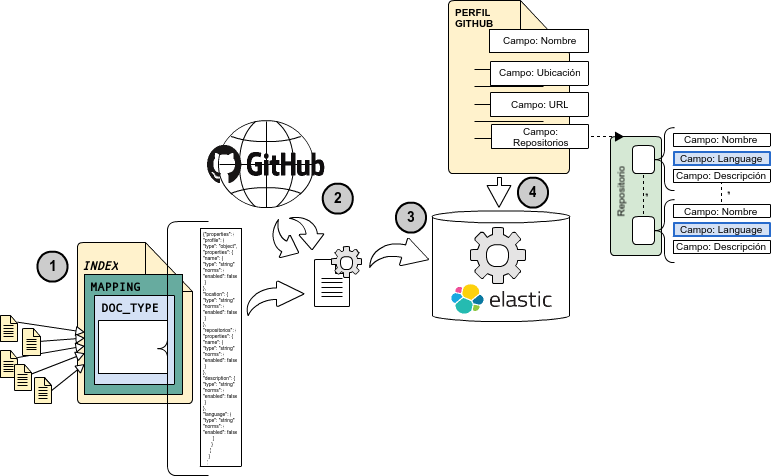 PERFIL
GITHUB
Campo: Nombre
Campo: Ubicación
Campo: URL
Campo:
Repositorios
Repositorio
Campo: Nombre
Campo: Language
Campo: Descripción
Campo: Nombre
Campo: Language
Campo: Descripción
GitHub
2
3
4
elastic
1
INDEX
MAPPING
DOC_TYPE
{"properties": {
"profile": {
"type": "object",
"properties": {
"name": {
"type": "string"
"norms": {
"enabled": false
}
},
"location": {
"type": "string"
"norms": {
"enabled": false
}
},
"repositorios": {
"properties": {
"name": {
"type": "string"
"norms": {
"enabled": false
}
},
"description": {
"type": "string"
"norms": {
"enabled": false
}
},
"language": {
"type": "string"
"norms": {
"enabled": false
}
}
}
}